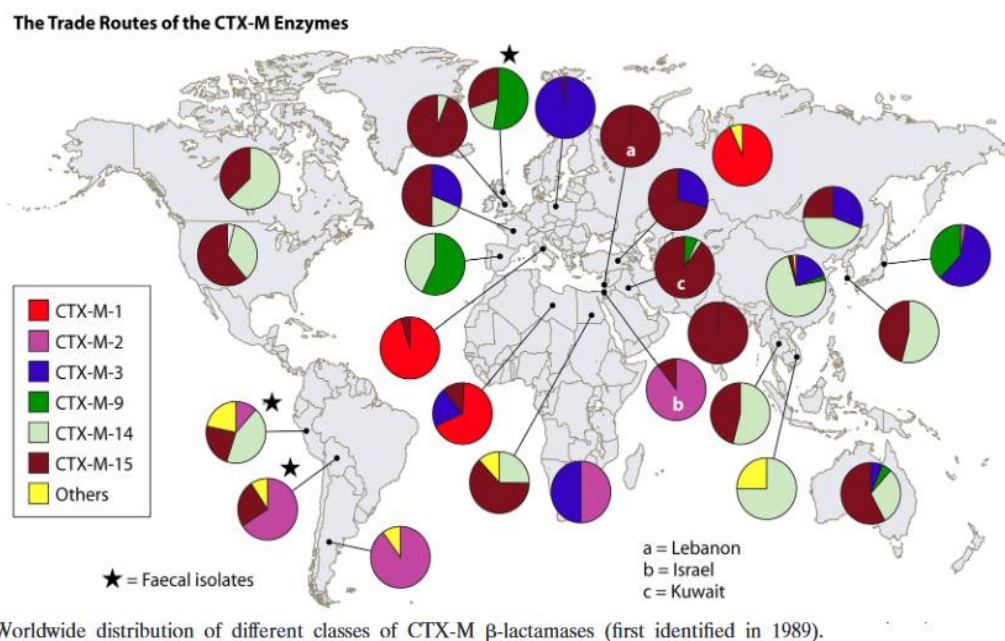 The Trade Routes of the CTX-M Enzymes
a
c
b
CTX-M-1
CTX-M-2
CTX-M-3
CTX-M-9
CTX-M-14
CTX-M-15
Others
★ = Faecal isolates
a = Lebanon
b = Israel
c = Kuwait
Worldwide distribution of different classes of CTX-M β-lactamases (first identified in 1989).